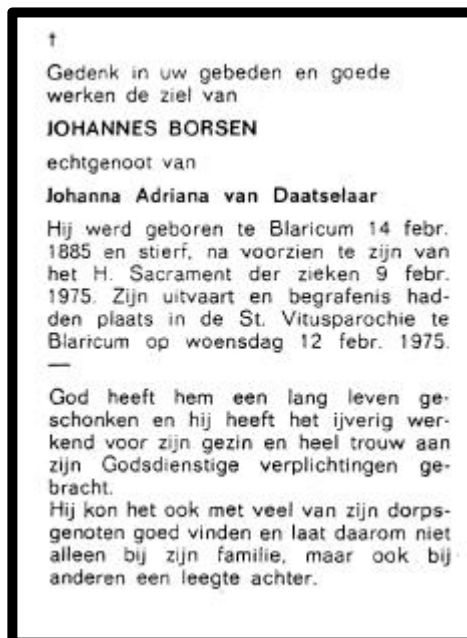 †
Gedenk in uw gebeden en goede
werken de ziel van
JOHANNES BORSEN
echtgenoot van
Johanna Adriana van Daatselaar
Hij werd geboren te Blaricum 14 febr.
1885 en stierf, na voorzien te zijn van
het H. Sacrament der zieken 9 febr.
1975. Zijn uitvaart en begrafenis had-
den plaats in de St. Vitusparochie te
Blaricum op woensdag 12 febr. 1975.
—
God heeft hem een lang leven ge-
schonken en hij heeft het ijverig wer-
kend voor zijn gezin en heel trouw aan
zijn Godsdienstige verplichtingen ge-
bracht.
Hij kon het ook met veel van zijn dorps-
genoten goed vinden en laat daarom niet
alleen bij zijn familie, maar ook bij
anderen een leegte achter.